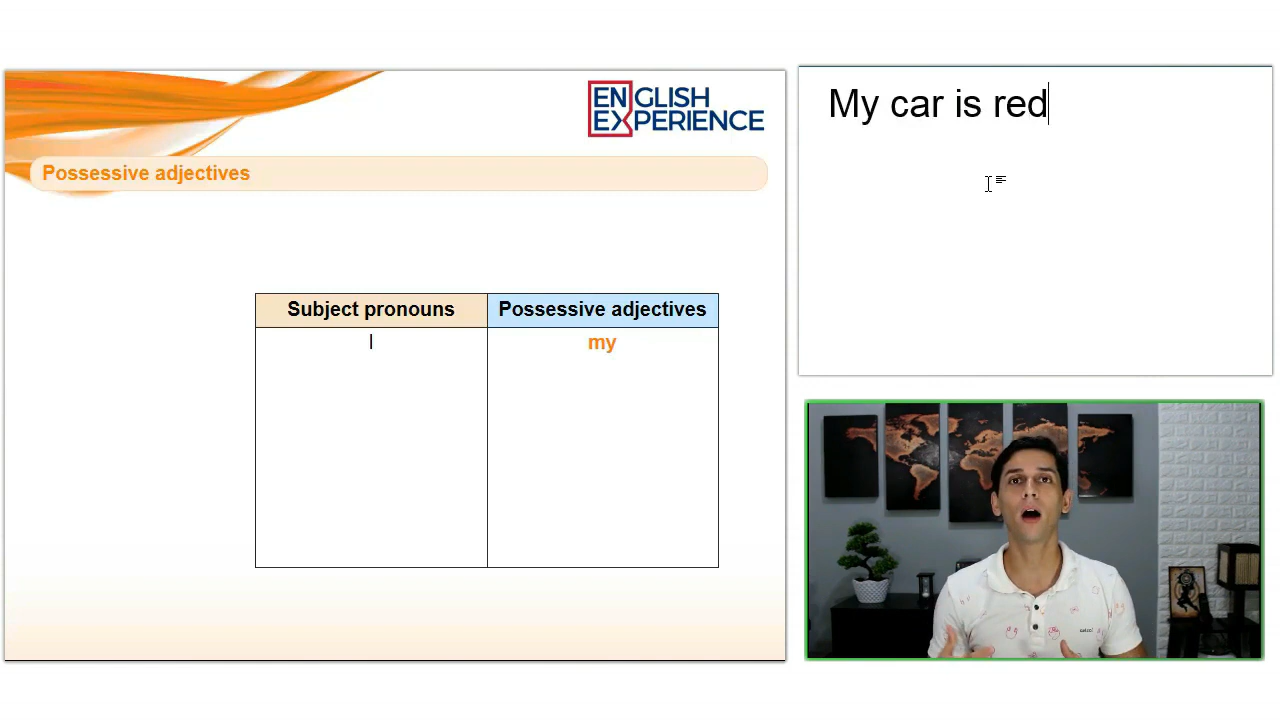 ENGLISH
EXPERIENCE
Possessive adjectives
Subject pronouns Possessive adjectives
I my
My car is red